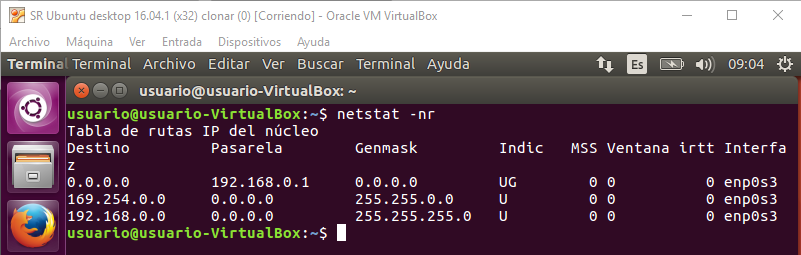 SR Ubuntu desktop 16.04.1 (x32) clonar (0) [Corriendo] - Oracle VM VirtualBox
Archivo Máquina Ver Entrada Dispositivos Ayuda
Terminal Terminal Archivo Editar Ver Buscar Terminal Ayuda Es 09:04
usuario@usuario-VirtualBox: ~
usuario@usuario-VirtualBox:~$ netstat -nr
Tabla de rutas IP del núcleo
Destino Pasarela Genmask Indic MSS Ventana irtt Interfa
z
0.0.0.0 192.168.0.1 0.0.0.0 UG 0 0 0 enp0s3
169.254.0.0 0.0.0.0 255.255.0.0 U 0 0 0 enp0s3
192.168.0.0 0.0.0.0 255.255.255.0 U 0 0 0 enp0s3
usuario@usuario-VirtualBox:~$